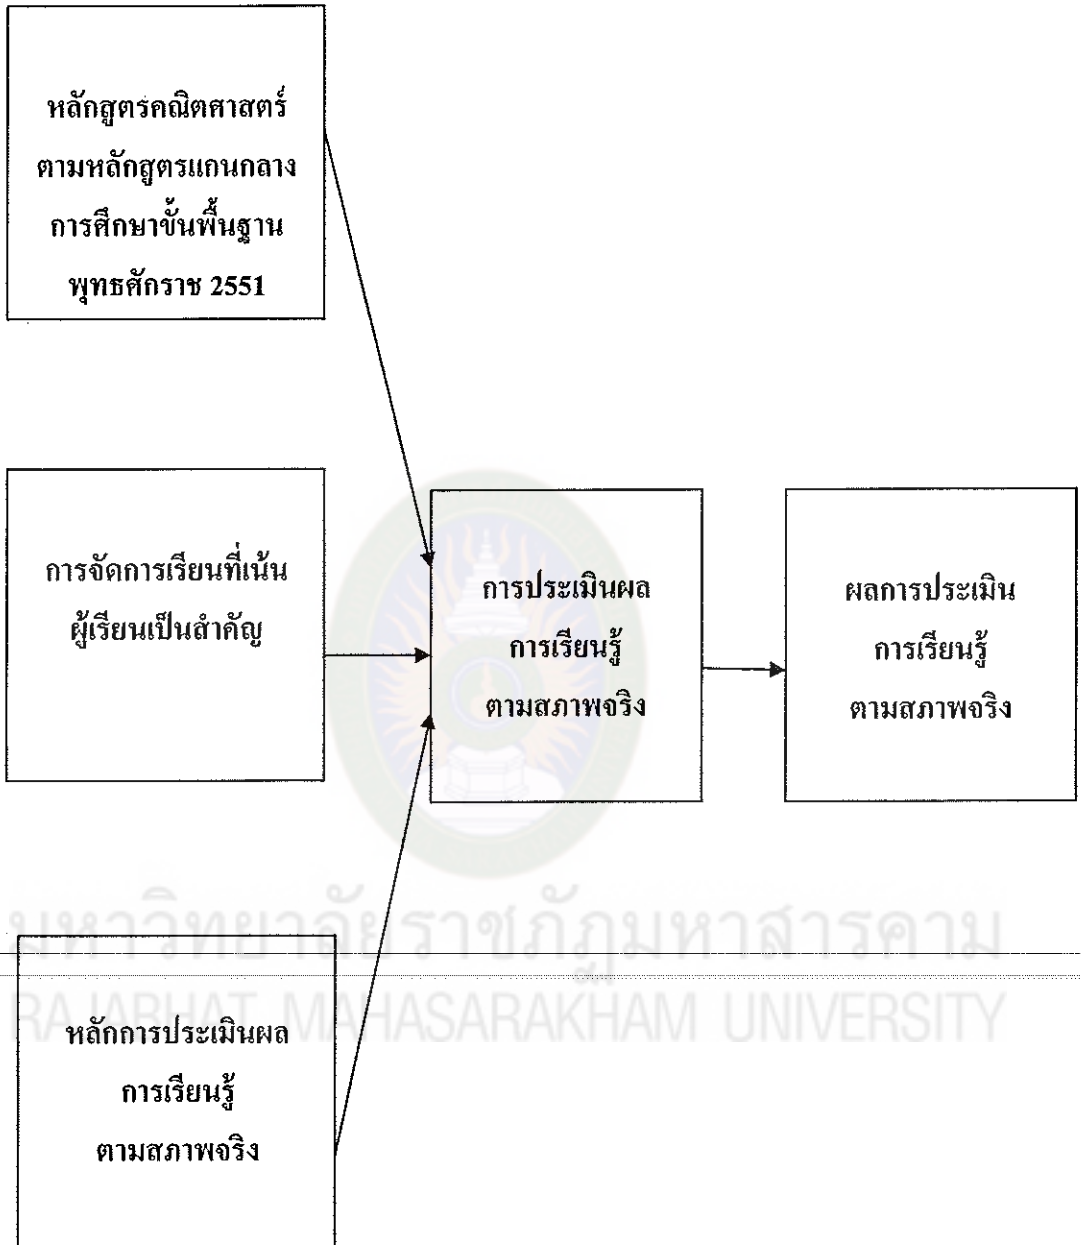 หลักสูตรคณิตศาสตร์
ตามหลักสูตรแกนกลาง
การศึกษาขั้นพื้นฐาน
พุทธศักราช 2551
การจัดการเรียนที่เน้น
ผู้เรียนเป็นสำคัญ
การประเมินผล
การเรียนรู้
ตามสภาพจริง
ผลการประเมิน
การเรียนรู้
ตามสภาพจริง
มหาวิทยาลัยราชภัฏมหาสารคาม
RAJABHAT MAHASARAKHAM UNIVERSITY
หลักการประเมินผล
การเรียนรู้
ตามสภาพจริง